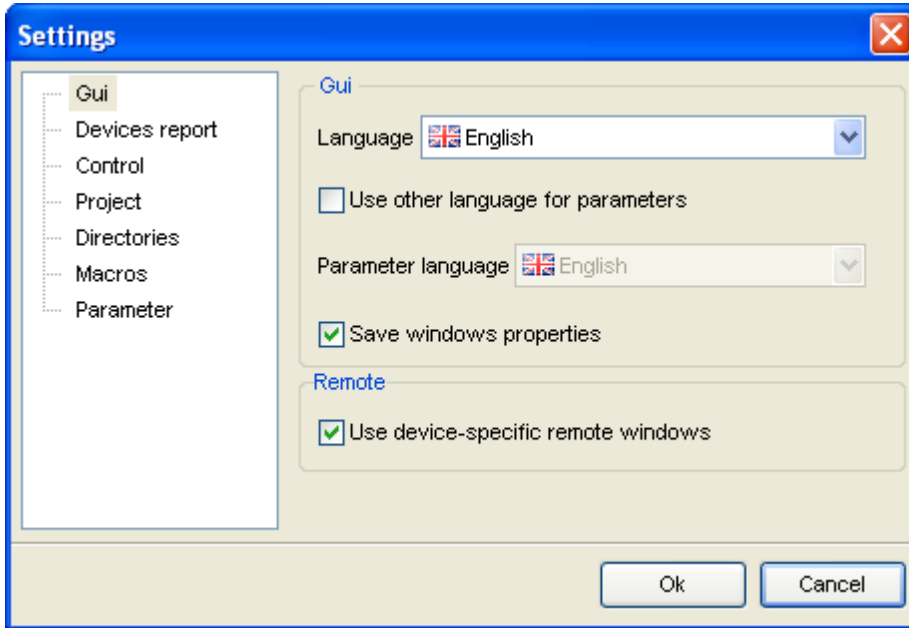 Settings
Gui
Devices report
Control
Project
Directories
Macros
Parameter
Gui
Language English
Use other language for parameters
Parameter language English
Save windows properties
Remote
Use device-specific remote windows
Ok Cancel